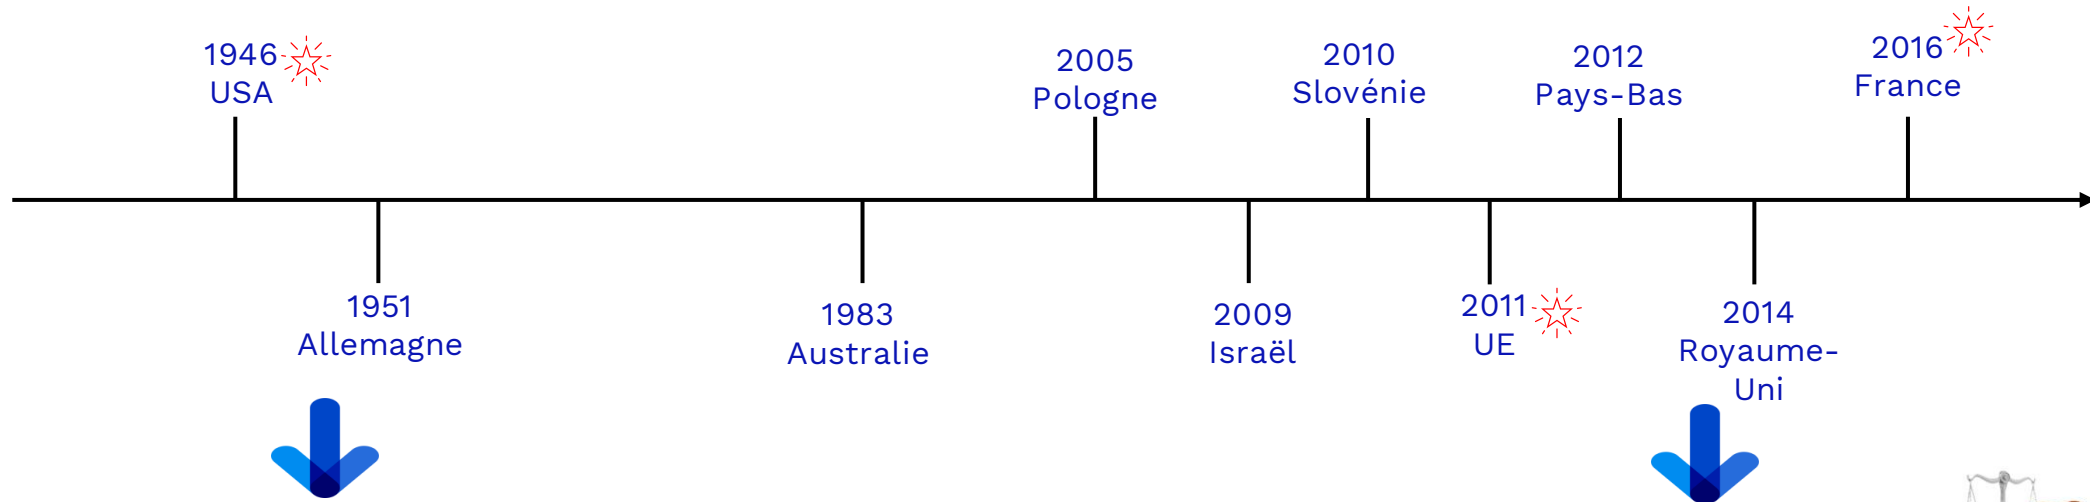 1946
USA
2005
Pologne
2010
Slovénie
2012
Pays-Bas
2016
France
1951
Allemagne
1983
Australie
2009
Israël
2011
UE
2014
Royaume-
Uni